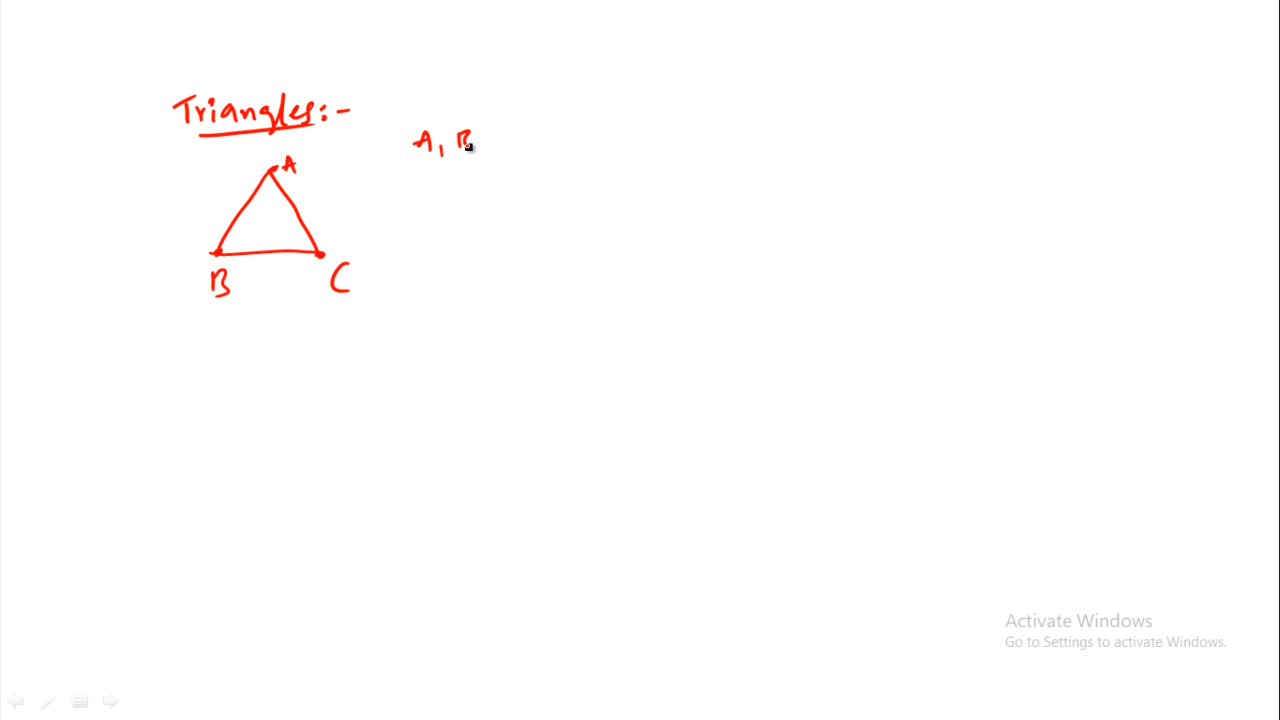 Triangles:-
A, B
A
B C
Activate Windows
Go to Settings to activate Windows.